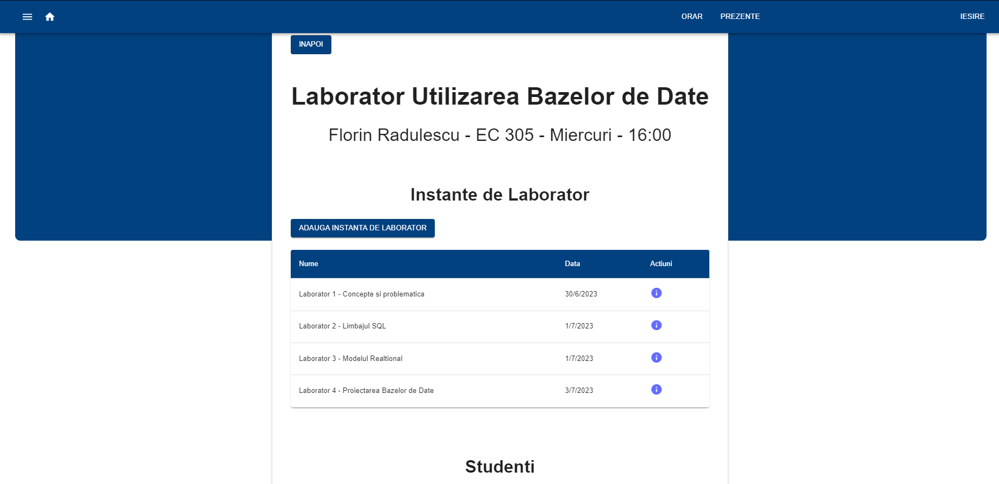 ORAR PREZENTE IESIRE
INAPOI
Laborator Utilizarea Bazelor de Date
Florin Radulescu - EC 305 - Miercuri - 16:00
Instante de Laborator
ADAUGA INSTANTA DE LABORATOR
Nume Data Actiuni
Laborator 1 - Concepte si problematica 30/6/2023
Laborator 2 - Limbajul SQL 1/7/2023
Laborator 3 - Modelul Realtional 1/7/2023
Laborator 4 - Proiectarea Bazelor de Date 3/7/2023
Studenti